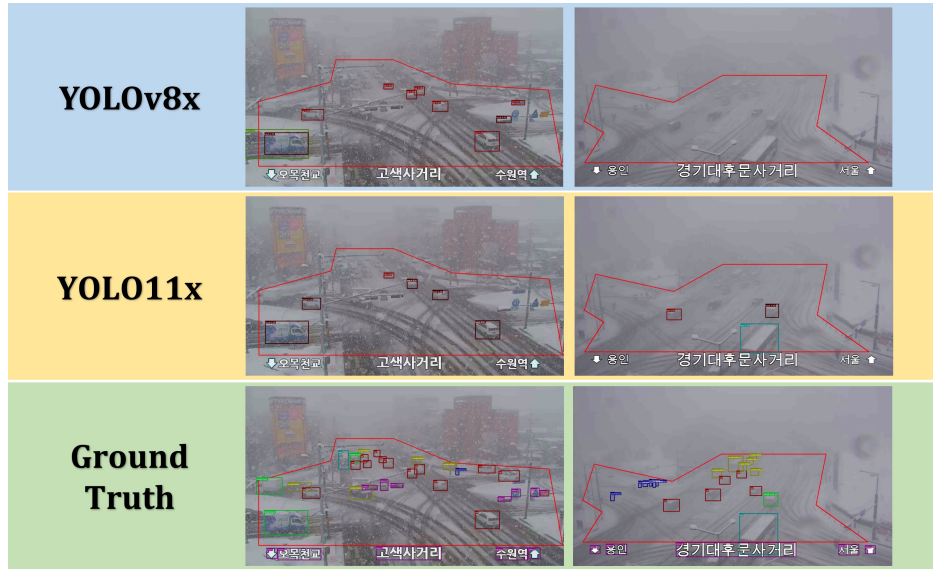 YOLOv8x
오목천교 고색사거리 수원역
용인 경기대후문사거리 서울
YOLO11x
오목천교 고색사거리 수원역
용인 경기대후문사거리 서울
Ground
Truth
오목천교 고색사거리 수원역
용인 경기대후문사거리 서울